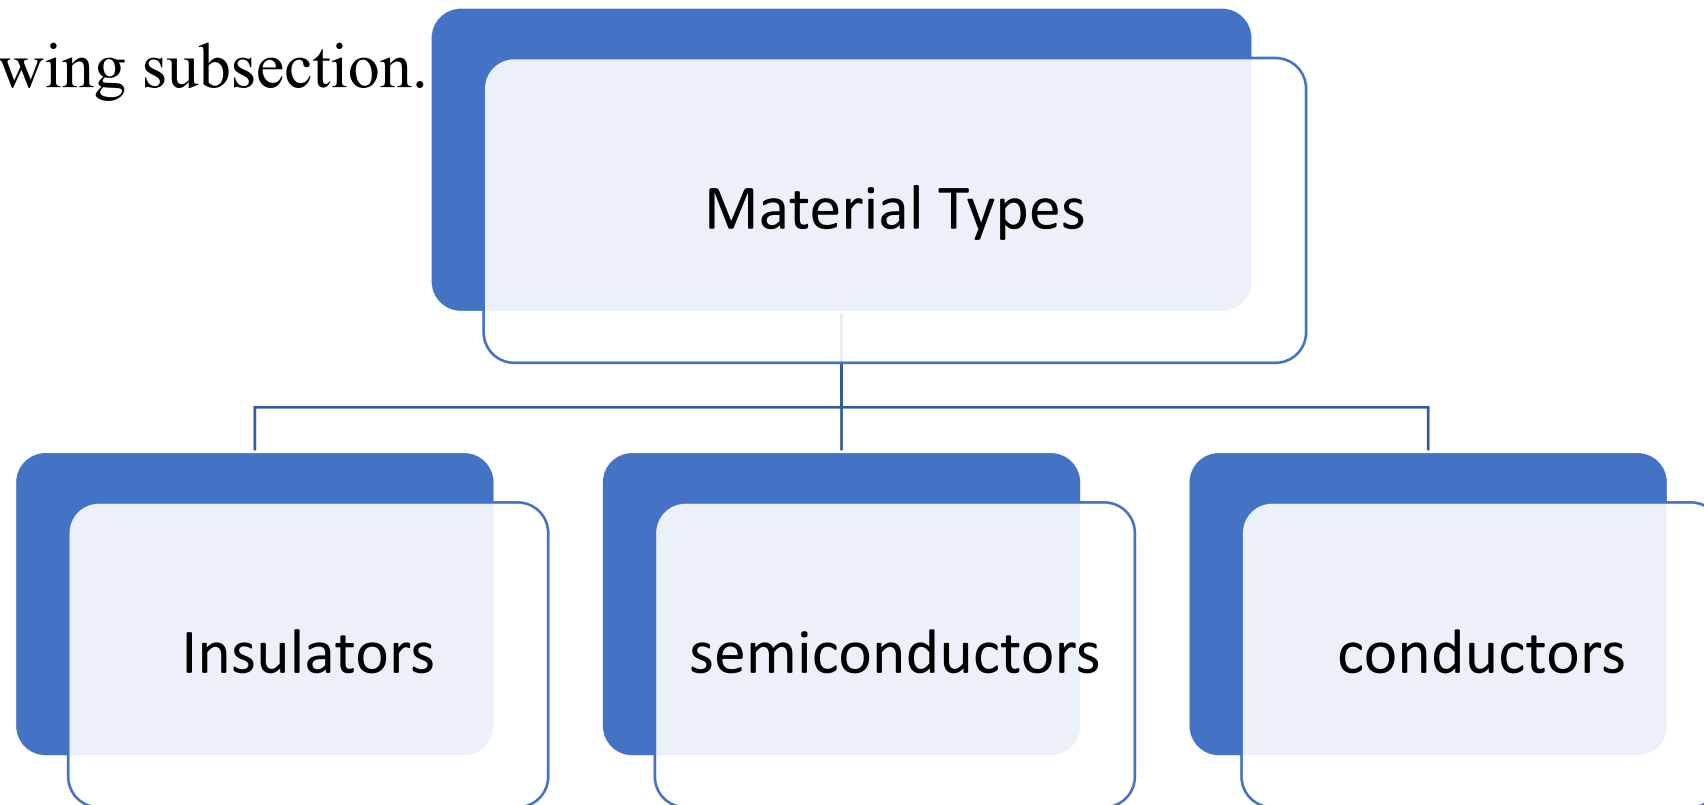 wing subsection.
Material Types
Insulators
semiconductors
conductors